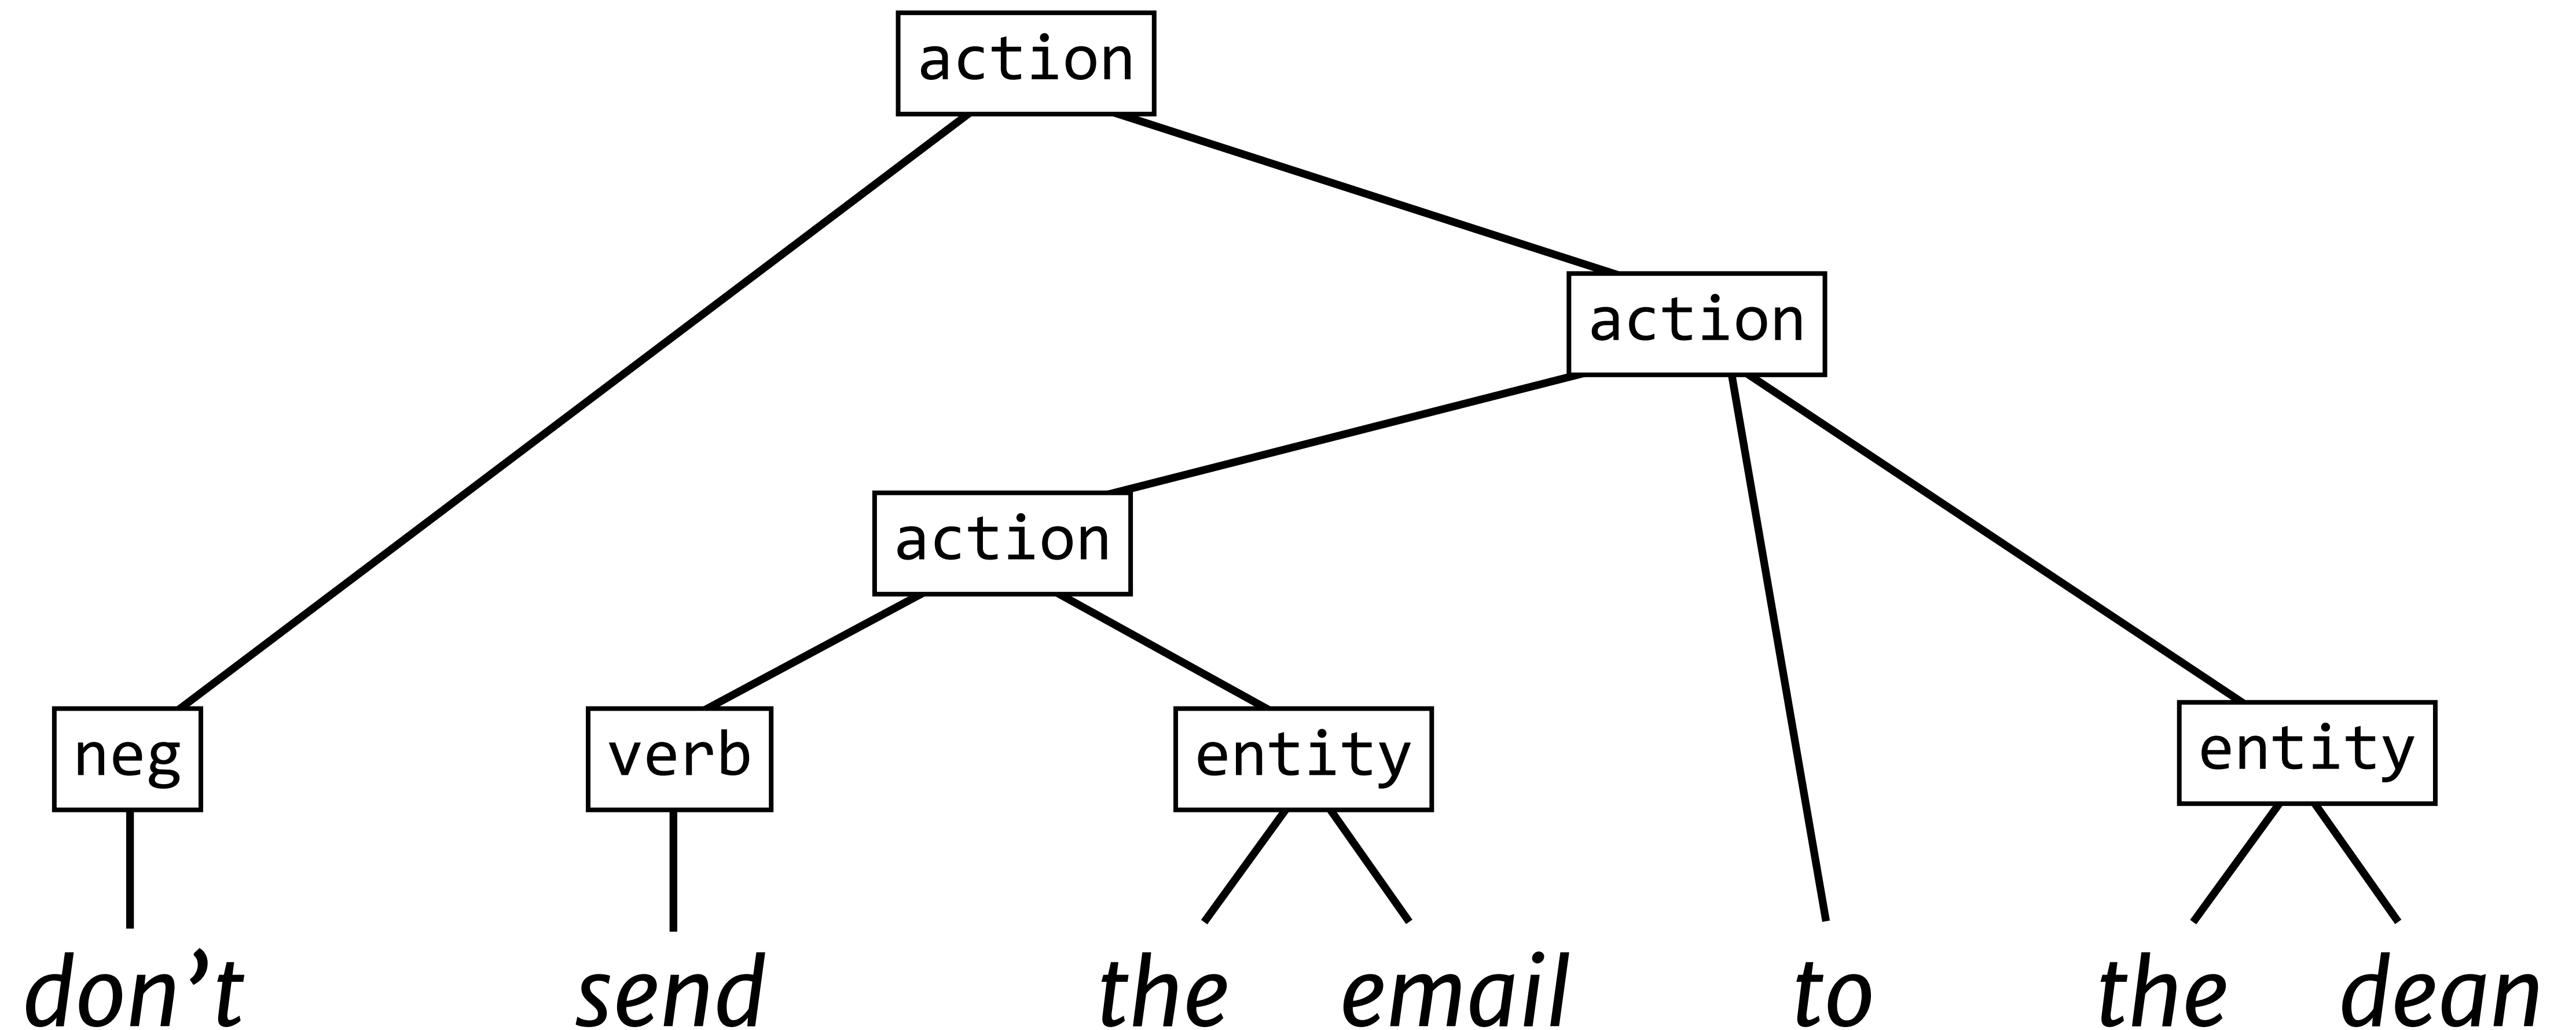 action
action
action
neg verb entity entity
don’t send the email to the dean